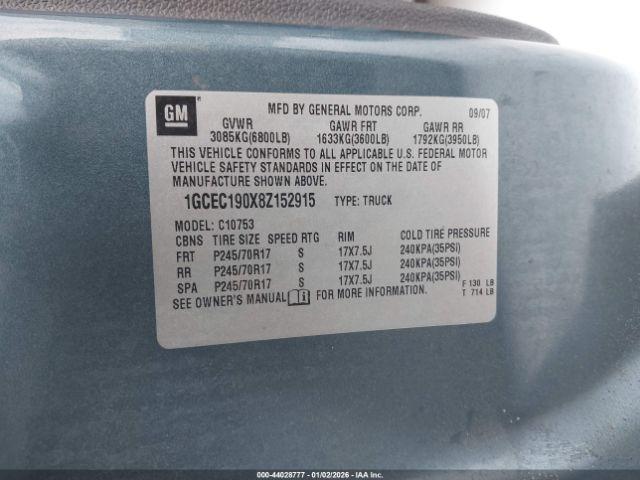 GM
MFD BY GENERAL MOTORS CORP. 09/07
GVWR GAWR FRT GAWR RR
3085KG(6800LB) 1633KG(3600LB) 1792KG(3950LB)
THIS VEHICLE CONFORMS TO ALL APPLICABLE U.S. FEDERAL MOTOR
VEHICLE SAFETY STANDARDS IN EFFECT ON THE DATE OF
MANUFACTURE SHOWN ABOVE.
1GCEC190X8Z152915 TYPE: TRUCK
MODEL: C10753
CBNS TIRE SIZE SPEED RTG RIM COLD TIRE PRESSURE
FRT P245/70R17 S 17X7.5J 240KPA(35PSI)
RR P245/70R17 S 17X7.5J 240KPA(35PSI)
SPA P245/70R17 S 17X7.5J 240KPA(35PSI)
SEE OWNER'S MANUAL FOR MORE INFORMATION.
F 130 LB
T 714 LB
000-44028777 - 01/02/2026 - TTR Pleasant Hill